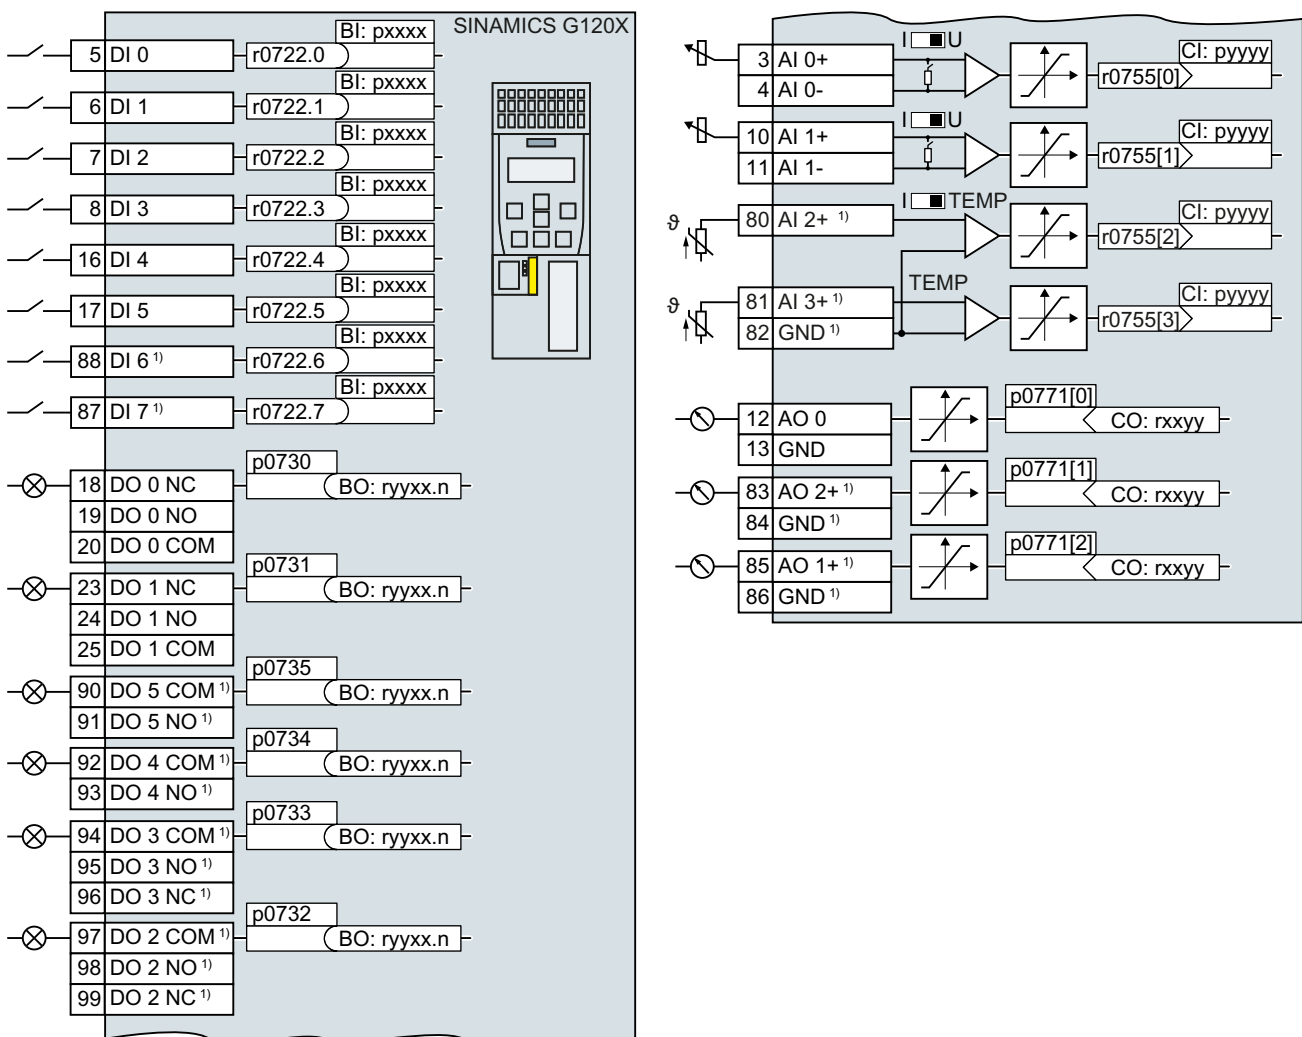 SINAMICS G120X
BI: pxxxx
5 DI 0 r0722.0
BI: pxxxx
6 DI 1 r0722.1
BI: pxxxx
7 DI 2 r0722.2
BI: pxxxx
8 DI 3 r0722.3
BI: pxxxx
16 DI 4 r0722.4
BI: pxxxx
17 DI 5 r0722.5
BI: pxxxx
88 DI 6 1) r0722.6
BI: pxxxx
87 DI 7 1) r0722.7
p0730
18 DO 0 NC BO: ryyxx.n
19 DO 0 NO
20 DO 0 COM
p0731
23 DO 1 NC BO: ryyxx.n
24 DO 1 NO
25 DO 1 COM
p0735
90 DO 5 COM 1) BO: ryyxx.n
91 DO 5 NO 1)
p0734
92 DO 4 COM 1) BO: ryyxx.n
93 DO 4 NO 1)
p0733
94 DO 3 COM 1) BO: ryyxx.n
95 DO 3 NO 1)
96 DO 3 NC 1)
p0732
97 DO 2 COM 1) BO: ryyxx.n
98 DO 2 NO 1)
99 DO 2 NC 1)
I U
CI: pyyyy
3 AI 0+ r0755[0]
4 AI 0-
I U
CI: pyyyy
10 AI 1+ r0755[1]
11 AI 1-
I TEMP
CI: pyyyy
ϑ 80 AI 2+ 1) r0755[2]
TEMP
CI: pyyyy
ϑ 81 AI 3+ 1) r0755[3]
82 GND 1)
p0771[0]
12 AO 0 CO: rxxyy
13 GND
p0771[1]
83 AO 2+ 1) CO: rxxyy
84 GND 1)
p0771[2]
85 AO 1+ 1) CO: rxxyy
86 GND 1)